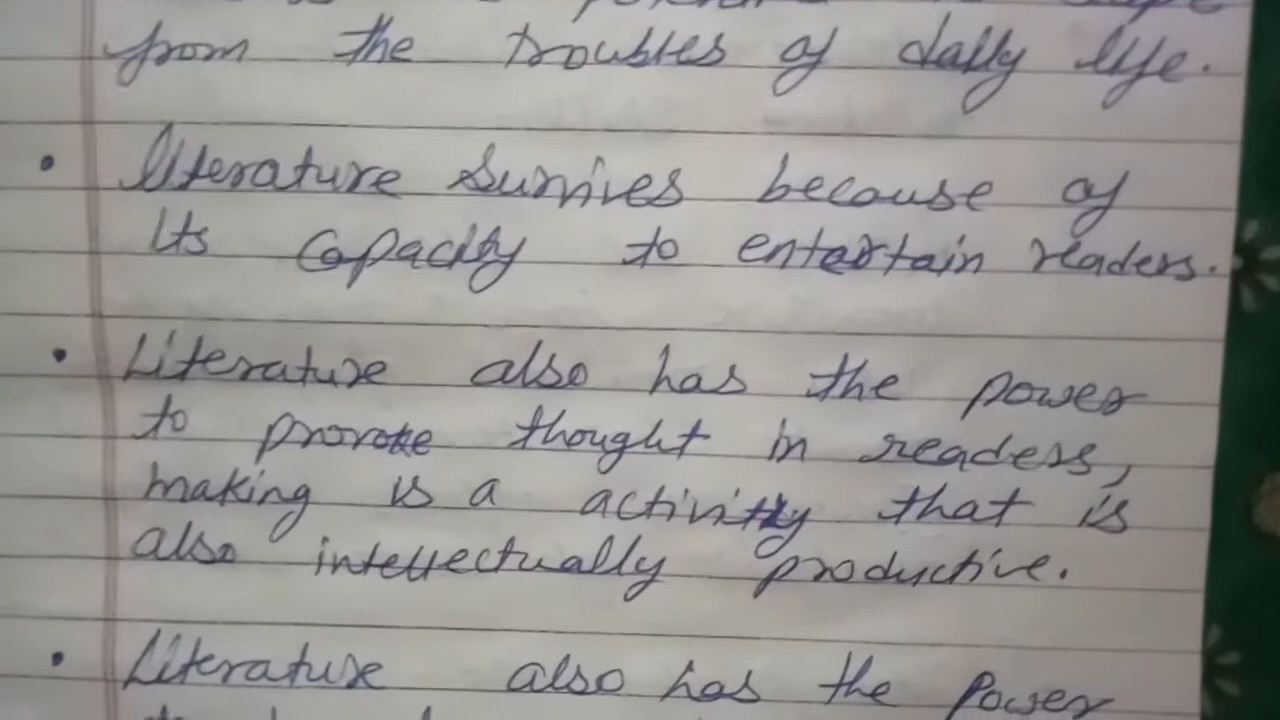 from the troubles of daily life.
• Literature survives because of
its capacity to entertain readers.
• Literature also has the power
to provoke thought in readers,
making is a activity that is
also intellectually productive.
• Literature also has the power